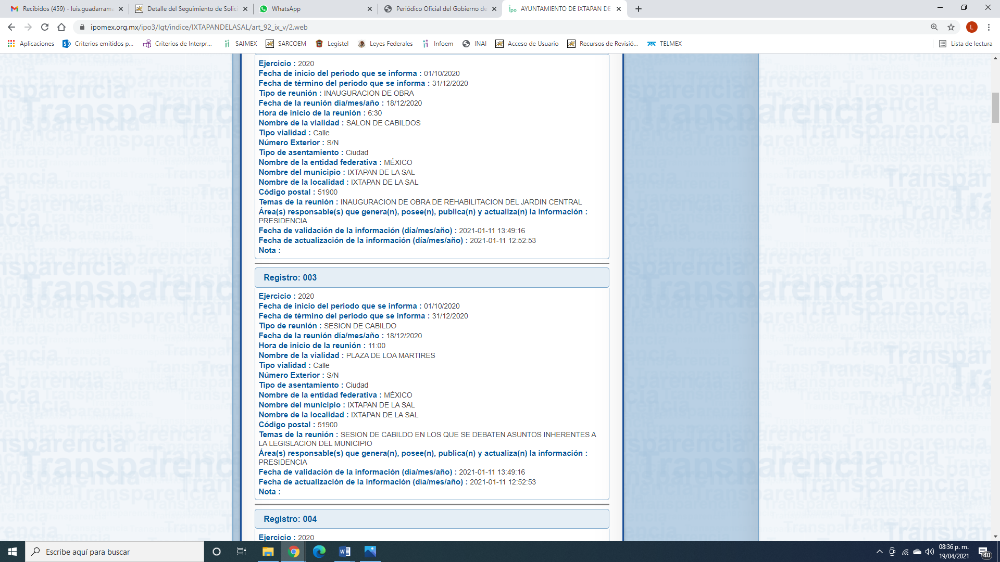 Recibidos (459) - luis.guadarrama
Detalle del Seguimiento de Solici
WhatsApp
Periódico Oficial del Gobierno de
AYUNTAMIENTO DE IXTAPAN DE
ipomex.org.mx/ipo3/lgt/indice/IXTAPANDELASAL/art_92_ix_v/2.web
Aplicaciones
Criterios emitidos p...
Criterios de Interpr...
SAIMEX
SARCOEM
Legistel
Leyes Federales
Infoem
INAI
Acceso de Usuario
Recursos de Revisió...
TELMEX
Lista de lectura
Ejercicio : 2020
Fecha de inicio del periodo que se informa : 01/10/2020
Fecha de término del periodo que se informa : 31/12/2020
Tipo de reunión : INAUGURACION DE OBRA
Fecha de la reunión día/mes/año : 18/12/2020
Hora de inicio de la reunión : 6:30
Nombre de la vialidad : SALON DE CABILDOS
Tipo vialidad : Calle
Número Exterior : S/N
Tipo de asentamiento : Ciudad
Nombre de la entidad federativa : MÉXICO
Nombre del municipio : IXTAPAN DE LA SAL
Nombre de la localidad : IXTAPAN DE LA SAL
Código postal : 51900
Temas de la reunión : INAUGURACION DE OBRA DE REHABILITACION DEL JARDIN CENTRAL
Área(s) responsable(s) que genera(n), posee(n), publica(n) y actualiza(n) la información :
PRESIDENCIA
Fecha de validación de la información (día/mes/año) : 2021-01-11 13:49:16
Fecha de actualización de la información (día/mes/año) : 2021-01-11 12:52:53
Nota :
Registro: 003
Ejercicio : 2020
Fecha de inicio del periodo que se informa : 01/10/2020
Fecha de término del periodo que se informa : 31/12/2020
Tipo de reunión : SESION DE CABILDO
Fecha de la reunión día/mes/año : 18/12/2020
Hora de inicio de la reunión : 11:00
Nombre de la vialidad : PLAZA DE LOA MARTIRES
Tipo vialidad : Calle
Número Exterior : S/N
Tipo de asentamiento : Ciudad
Nombre de la entidad federativa : MÉXICO
Nombre del municipio : IXTAPAN DE LA SAL
Nombre de la localidad : IXTAPAN DE LA SAL
Código postal : 51900
Temas de la reunión : SESION DE CABILDO EN LOS QUE SE DEBATEN ASUNTOS INHERENTES A
LA LEGISLACION DEL MUNICIPIO
Área(s) responsable(s) que genera(n), posee(n), publica(n) y actualiza(n) la información :
PRESIDENCIA
Fecha de validación de la información (día/mes/año) : 2021-01-11 13:49:16
Fecha de actualización de la información (día/mes/año) : 2021-01-11 12:52:53
Nota :
Registro: 004
Ejercicio : 2020
Escribe aquí para buscar
08:36 p. m.
19/04/2021
40